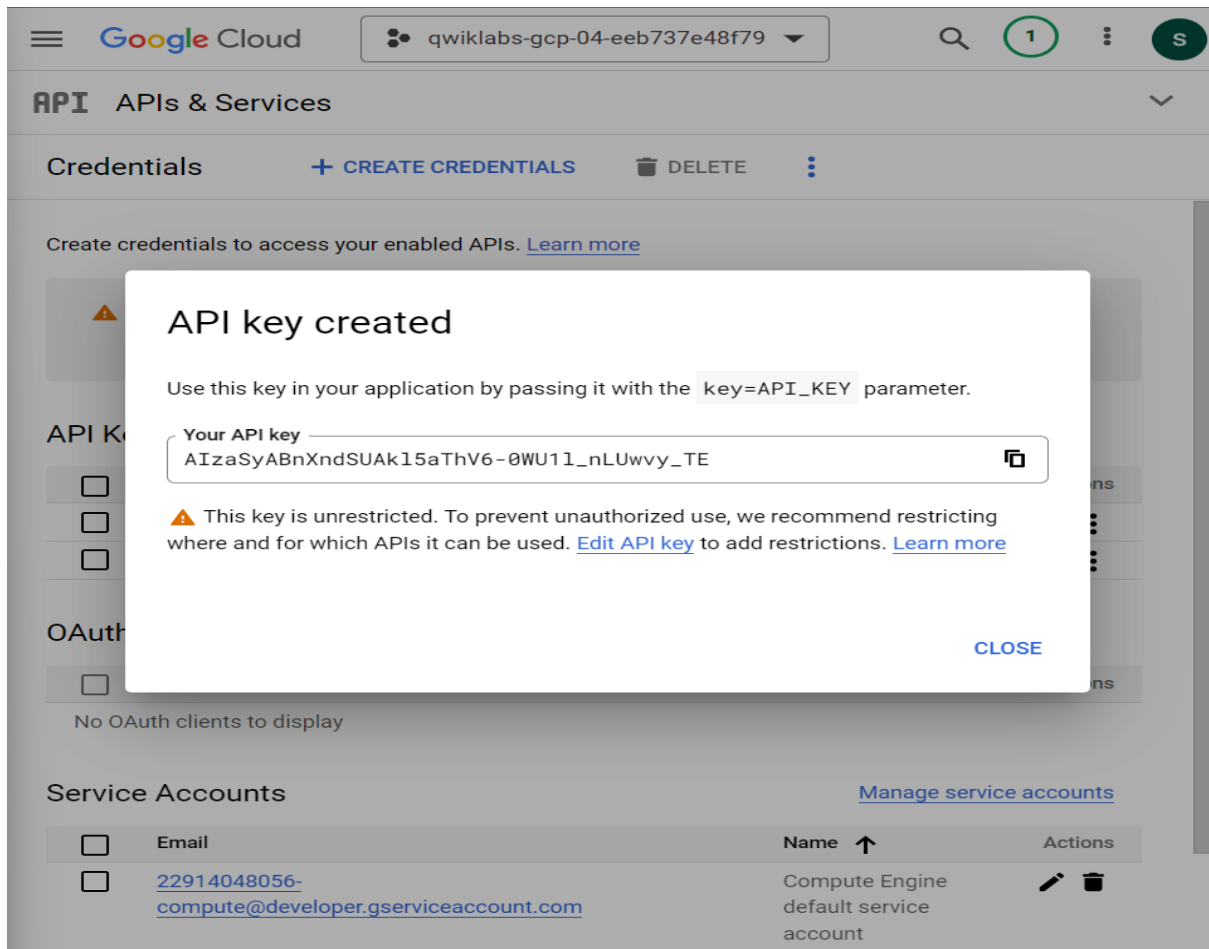 Google Cloud
qwiklabs-gcp-04-eeb737e48f79
1
S
API APIs & Services
Credentials + CREATE CREDENTIALS DELETE
Create credentials to access your enabled APIs. Learn more
API key created
Use this key in your application by passing it with the key=API_KEY parameter.
API K
Your API key
AIzaSyABnXndSUAkl5aThV6-0WU1l_nLUwvy_TE
ns
This key is unrestricted. To prevent unauthorized use, we recommend restricting
where and for which APIs it can be used. Edit API key to add restrictions. Learn more
OAuth
CLOSE
ns
No OAuth clients to display
Service Accounts Manage service accounts
Email Name Actions
22914048056-
compute@developer.gserviceaccount.com
Compute Engine
default service
account